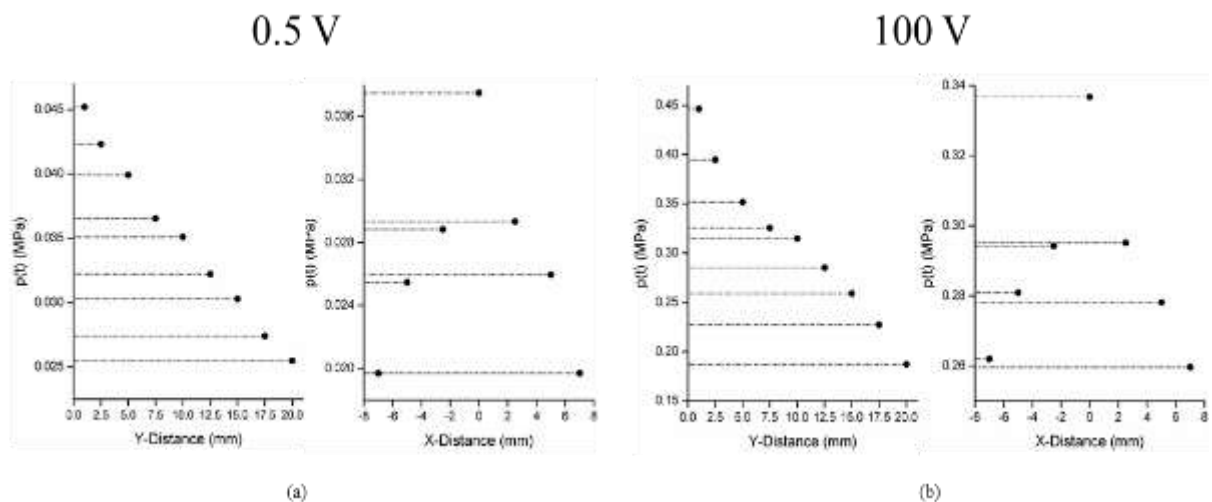 0.5 V
100 V
p(t) (MPa)
0.045
0.040
0.035
0.030
0.025
0.0 2.5 5.0 7.5 10.0 12.5 15.0 17.5 20.0
Y-Distance (mm)
p(t) (MPa)
0.036
0.032
0.028
0.024
0.020
-8 -6 -4 -2 0 2 4 6 8
X-Distance (mm)
p(t) (MPa)
0.45
0.40
0.35
0.30
0.25
0.20
0.15
0.0 2.5 5.0 7.5 10.0 12.5 15.0 17.5 20.0
Y-Distance (mm)
p(t) (MPa)
0.34
0.32
0.30
0.28
0.26
-8 -6 -4 -2 0 2 4 6 8
X-Distance (mm)
(a)
(b)